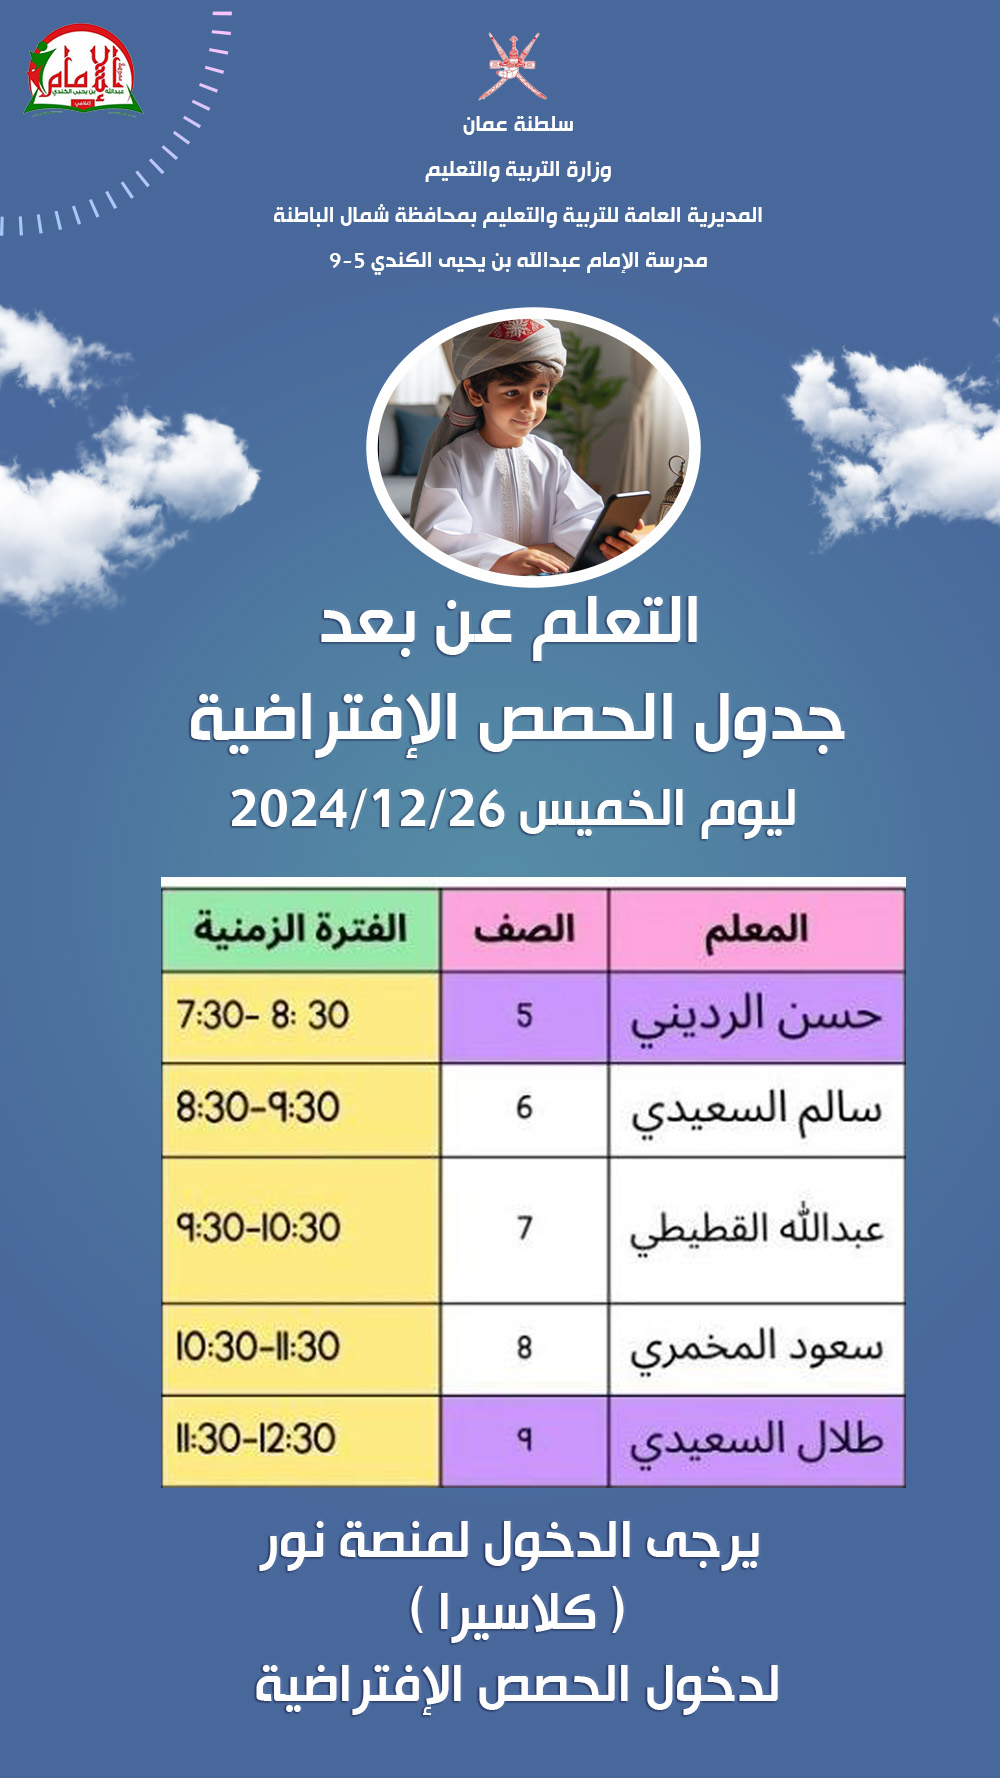 مدرسة
الإمام
عبدالله بن يحيى الكندي
إعلامي
سلطنة عمان
وزارة التربية والتعليم
المديرية العامة للتربية والتعليم بمحافظة شمال الباطنة
مدرسة الإمام عبدالله بن يحيى الكندي 5-9
التعلم عن بعد
جدول الحصص الإفتراضية
ليوم الخميس 2024/12/26
المعلم الصف الفترة الزمنية
حسن الرديني 5 7:30- 8: 30
سالم السعيدي 6 8:30-9:30
عبدالله القطيطي 7 9:30-10:30
سعود المخمري 8 10:30-11:30
طلال السعيدي 9 11:30-12:30
يرجى الدخول لمنصة نور
( كلاسيرا )
لدخول الحصص الإفتراضية